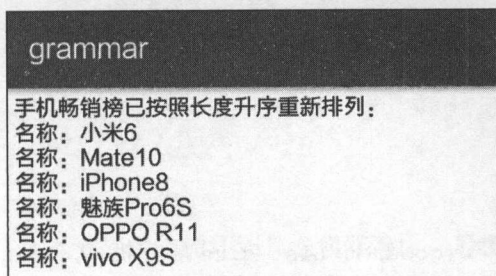 grammar
手机畅销榜已按照长度升序重新排列：
名称：小米6
名称：Mate10
名称：iPhone8
名称：魅族Pro6S
名称：OPPO R11
名称：vivo X9S